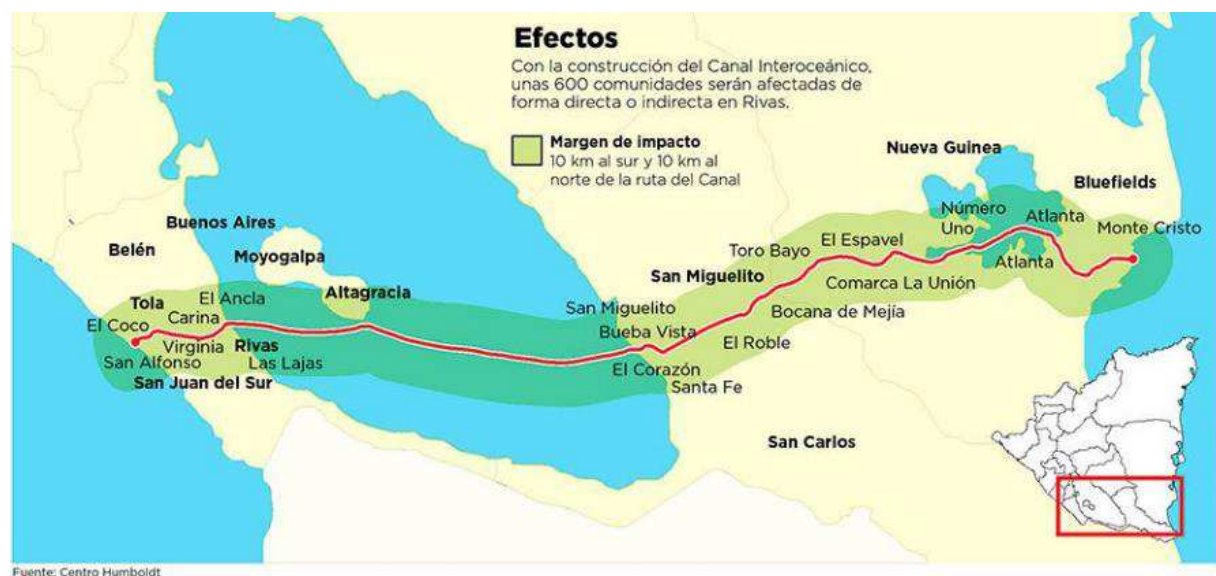 Efectos
Con la construcción del Canal Interoceánico,
unas 600 comunidades serán afectadas de
forma directa o indirecta en Rivas.
Margen de impacto
10 km al sur y 10 km al
norte de la ruta del Canal
Nueva Guinea
Bluefields
Número
Uno
Atlanta
Monte Cristo
Buenos Aires
Belén
Moyogalpa
Toro Bayo
El Espavel
Atlanta
San Miguelito
Comarca La Unión
Altagracia
Tola
El Ancla
San Miguelito
Bocana de Mejía
El Coco
Carina
Bueba Vista
Virginia
Rivas
El Roble
San Alfonso
Las Lajas
El Corazón
San Juan del Sur
Santa Fe
San Carlos
Fuente: Centro Humboldt